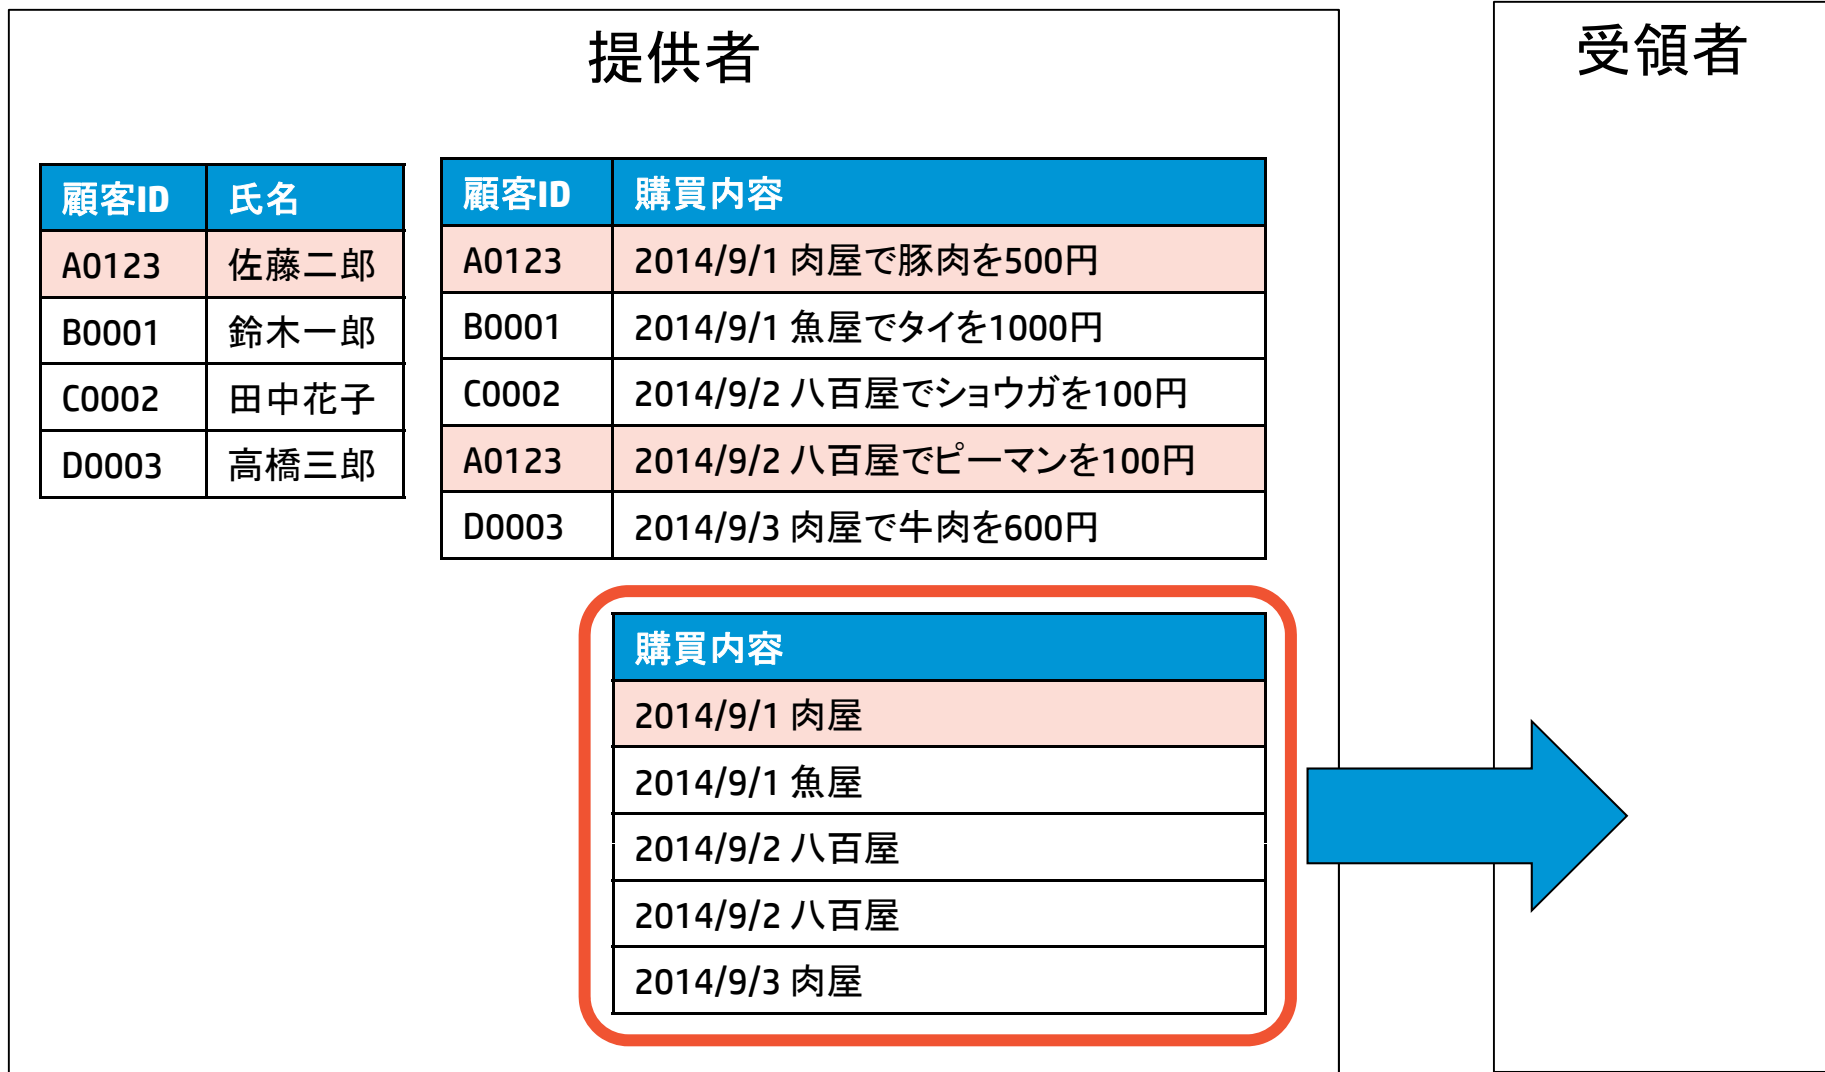 提供者
受領者
顧客ID 氏名
A0123 佐藤二郎
B0001 鈴木一郎
C0002 田中花子
D0003 高橋三郎
顧客ID 購買内容
A0123 2014/9/1 肉屋で豚肉を500円
B0001 2014/9/1 魚屋でタイを1000円
C0002 2014/9/2 八百屋でショウガを100円
A0123 2014/9/2 八百屋でピーマンを100円
D0003 2014/9/3 肉屋で牛肉を600円
購買内容
2014/9/1 肉屋
2014/9/1 魚屋
2014/9/2 八百屋
2014/9/2 八百屋
2014/9/3 肉屋